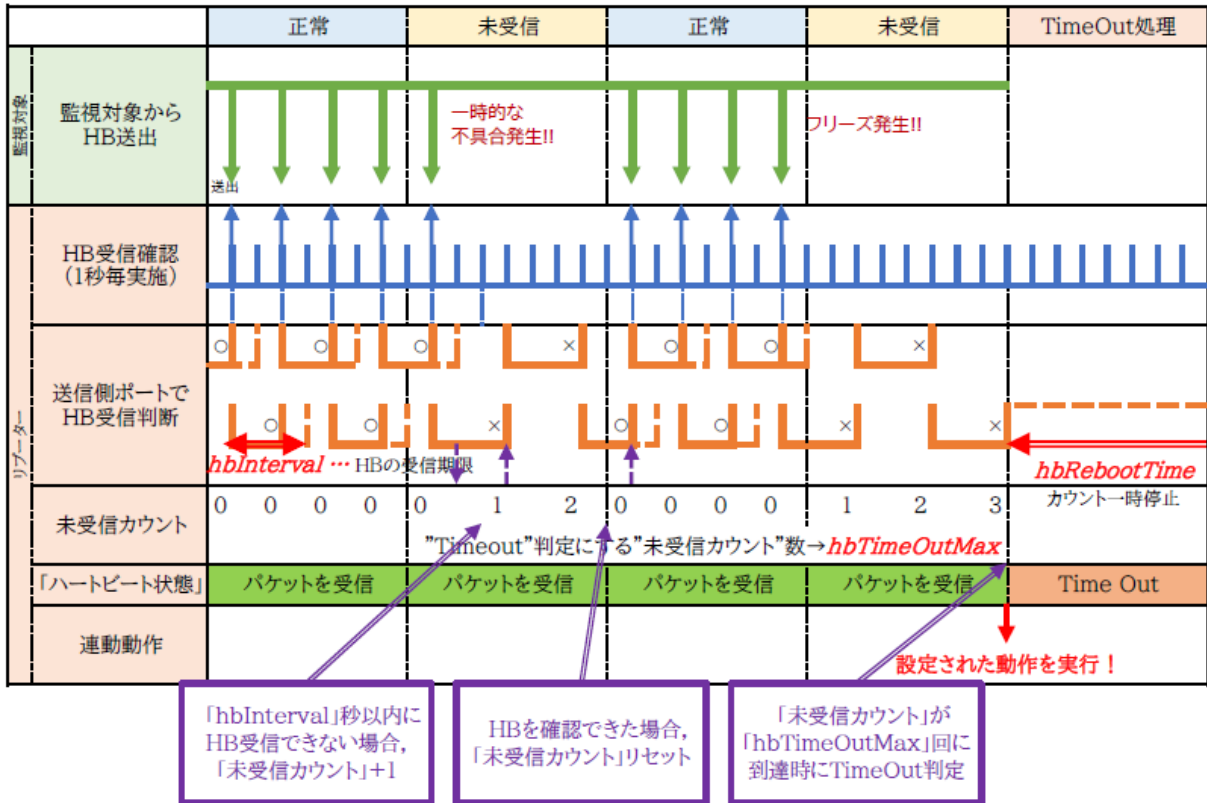 正常 未受信 正常 未受信 TimeOut処理
監視対象
監視対象から
HB送出
一時的な
不具合発生!!
フリーズ発生!!
送出
リブーター
HB受信確認
(1秒毎実施)
送信側ポートで
HB受信判断
○ ○ ○ × ○ ○ ×
○ ○ × ○ ○ × ×
hbInterval … HBの受信期限
hbRebootTime
未受信カウント
0 0 0 0 0 1 2 0 0 0 0 1 2 3
カウント一時停止
"Timeout"判定にする"未受信カウント"数→hbTimeOutMax
「ハートビート状態」 パケットを受信 パケットを受信 パケットを受信 パケットを受信 Time Out
連動動作
設定された動作を実行！
「hbInterval」秒以内に
HB受信できない場合,
「未受信カウント」+1
HBを確認できた場合,
「未受信カウント」リセット
「未受信カウント」が
「hbTimeOutMax」回に
到達時にTimeOut判定